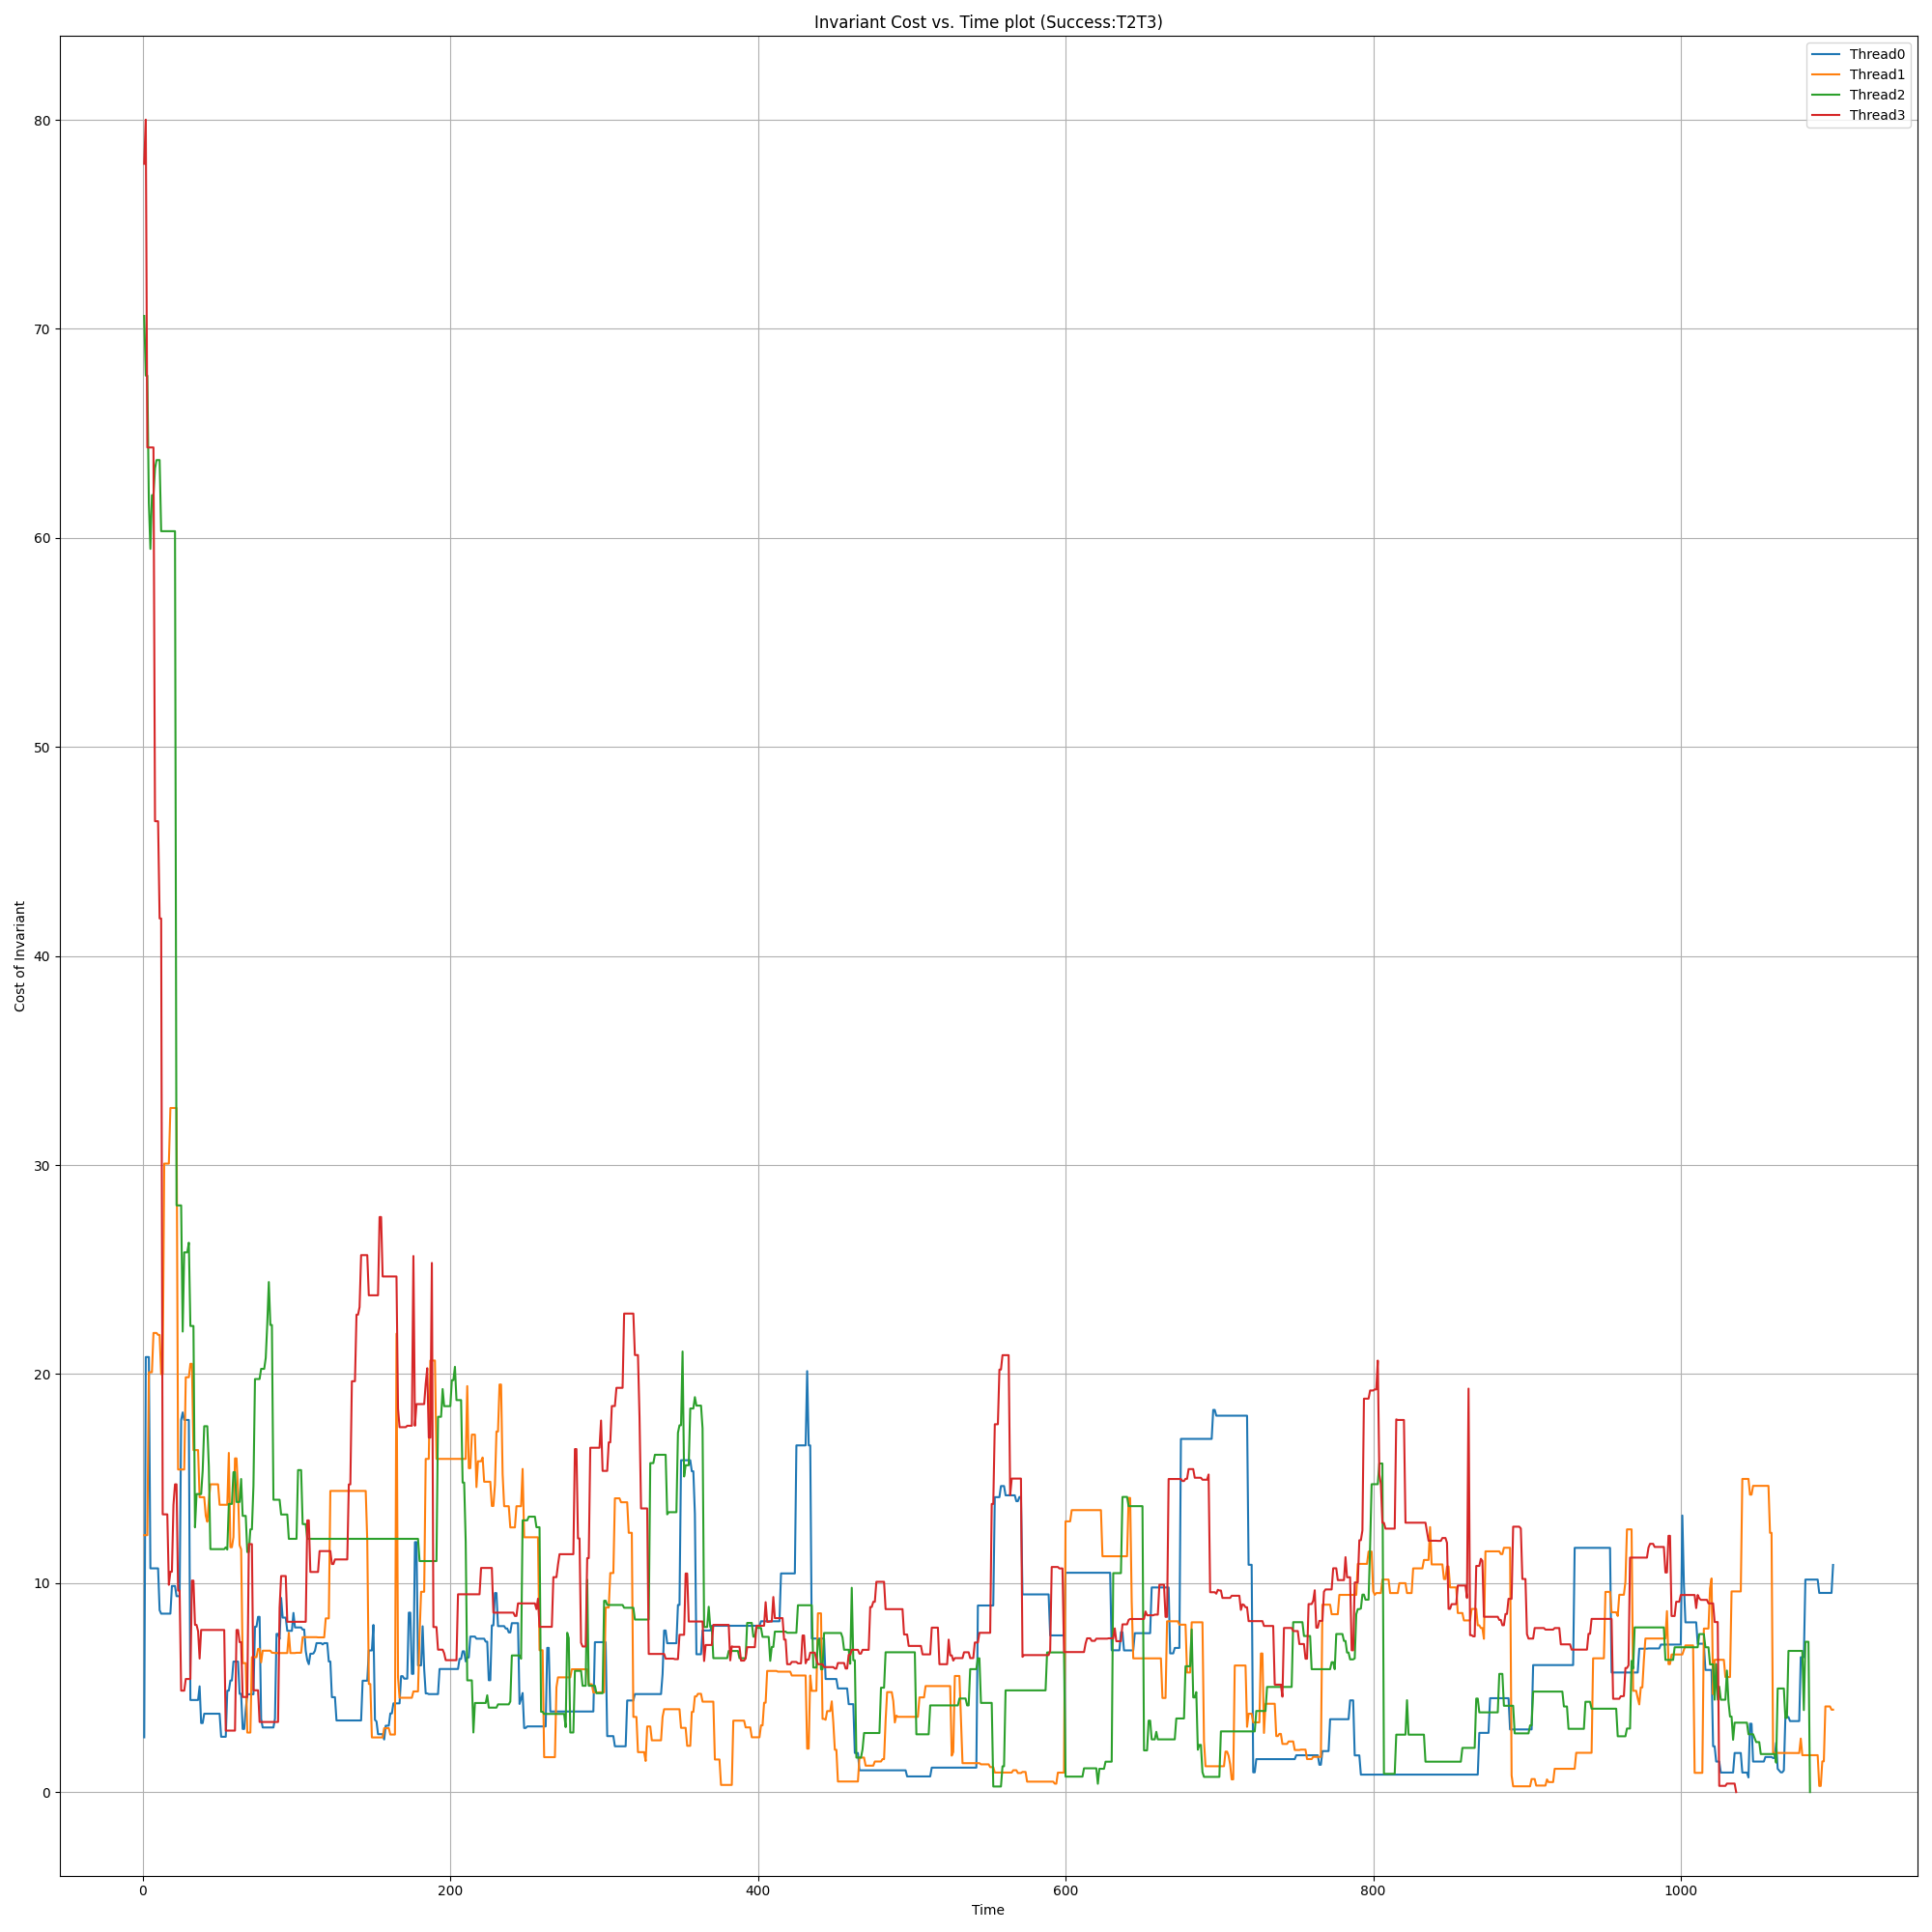 Invariant Cost vs. Time plot (Success:T2T3)
Thread0
Thread1
Thread2
Thread3
80
70
60
50
40
30
20
10
0
Cost of Invariant
0 200 400 600 800 1000
Time